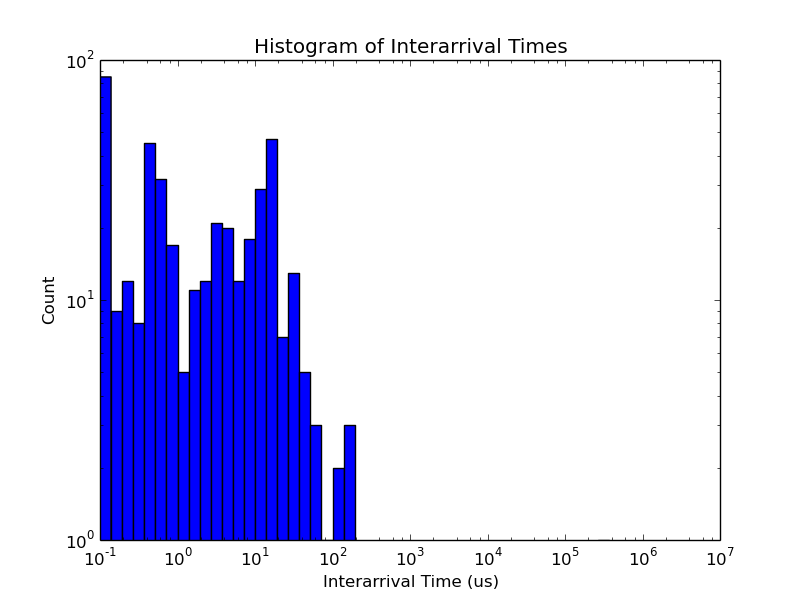 Histogram of Interarrival Times
10^2
10^1
10^0
Count
10^-1 10^0 10^1 10^2 10^3 10^4 10^5 10^6 10^7
Interarrival Time (us)